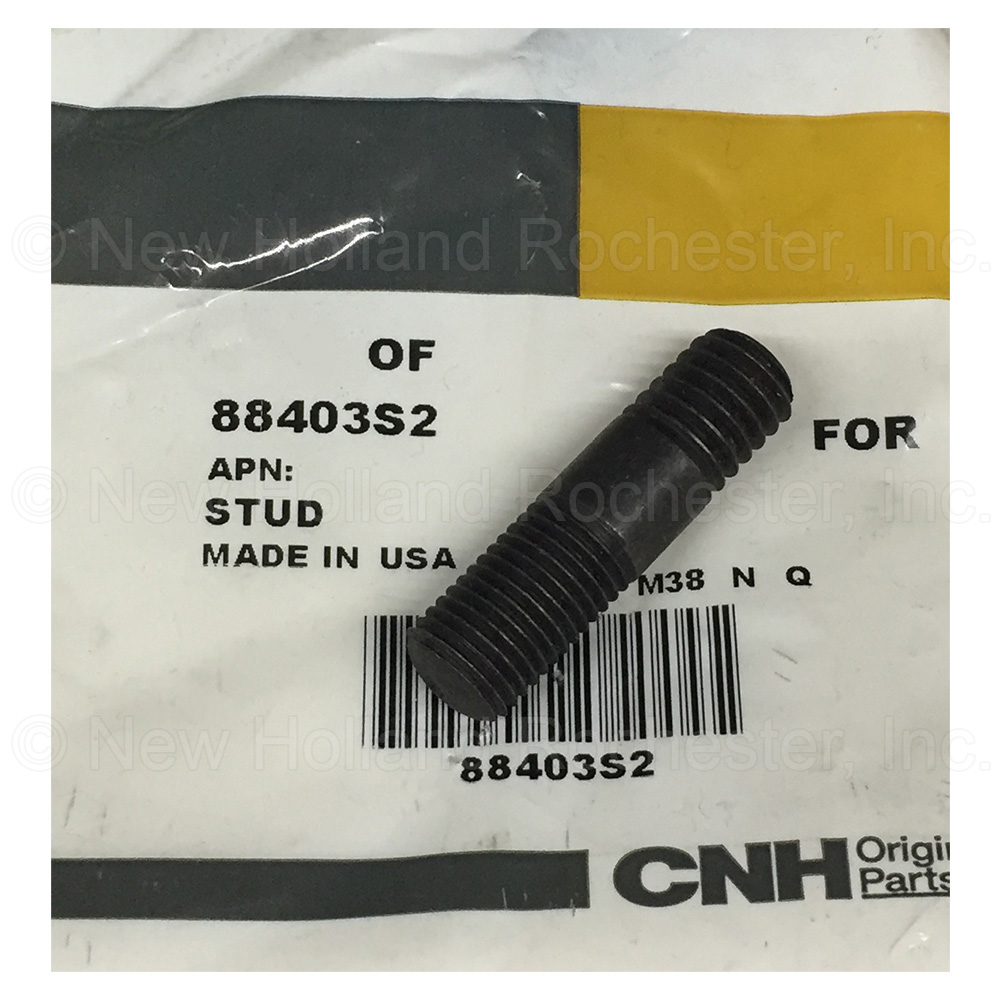 © New Holland Rochester, Inc.
OF
88403S2
FOR
APN:
© New Holland Rochester, Inc.
STUD
MADE IN USA
M38 N Q
© New Holland Rochester, Inc.
88403S2
CNH Origin
Parts